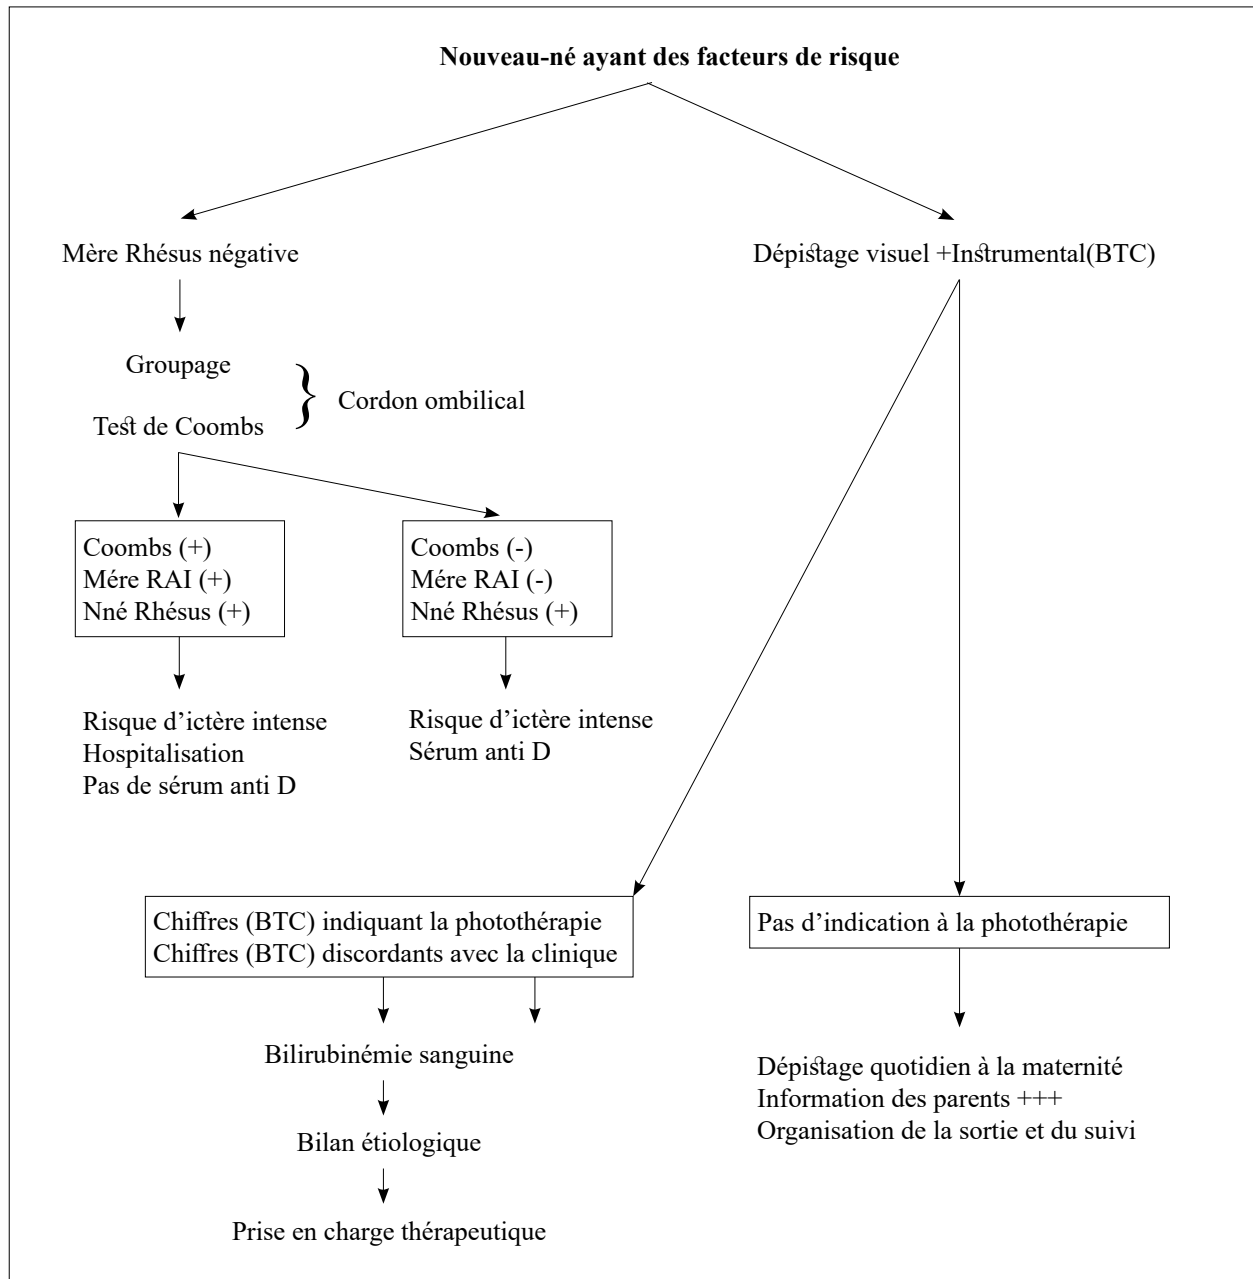 Nouveau-né ayant des facteurs de risque
Mère Rhésus négative
Groupage
Test de Coombs
} Cordon ombilical
Coombs (+)
Mére RAI (+)
Nné Rhésus (+)
Coombs (-)
Mére RAI (-)
Nné Rhésus (+)
Risque d'ictère intense
Hospitalisation
Pas de sérum anti D
Risque d'ictère intense
Sérum anti D
Dépistage visuel +Instrumental(BTC)
Chiffres (BTC) indiquant la photothérapie
Chiffres (BTC) discordants avec la clinique
Bilirubinémie sanguine
Bilan étiologique
Prise en charge thérapeutique
Pas d'indication à la photothérapie
Dépistage quotidien à la maternité
Information des parents +++
Organisation de la sortie et du suivi